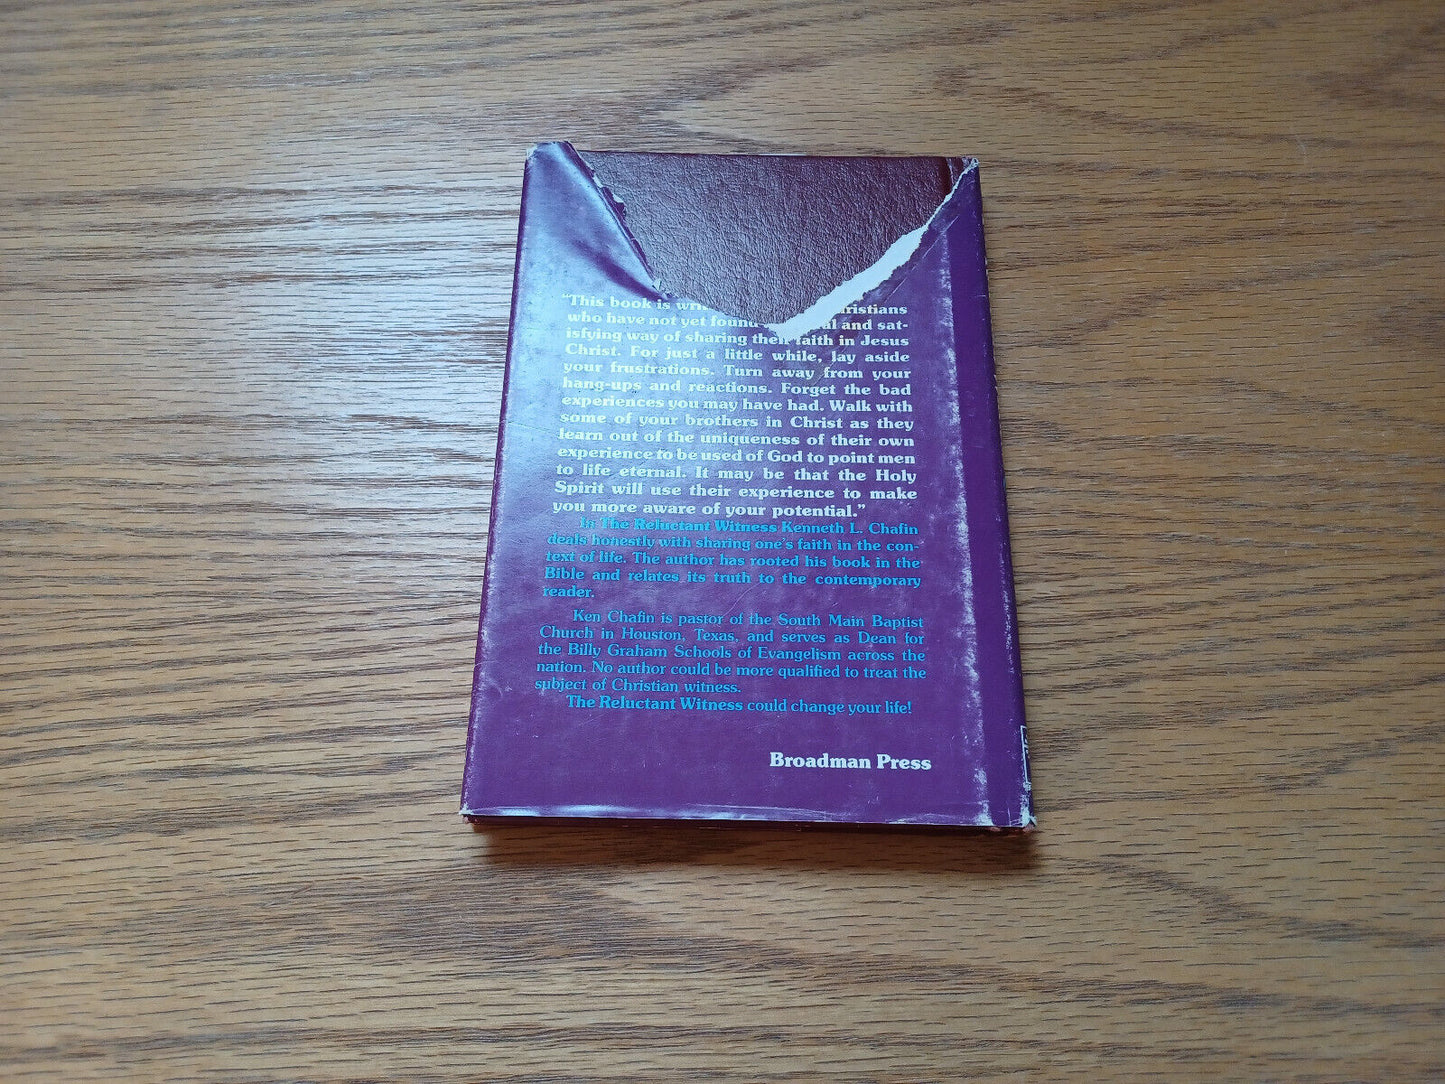 “This book is
who have not yet found and sat-
isfying way of sharing their faith in Jesus
Christ. For just a little while, lay aside
your frustrations. Turn away from your
hang-ups and reactions. Forget the bad
experiences you may have had. Walk with
some of your brothers in Christ as they
learn out of the uniqueness of their own
experience to be used of God to point men
to life eternal. It may be that the Holy
Spirit will use their experience to make
you more aware of your potential.”
In The Reluctant Witness Kenneth L. Chafin
deals honestly with sharing one's faith in the con-
text of life. The author has rooted his book in the
Bible and relates its truth to the contemporary
reader.
Ken Chafin is pastor of the South Main Baptist
Church in Houston, Texas, and serves as Dean for
the Billy Graham Schools of Evangelism across the
nation. No author could be more qualified to treat the
subject of Christian witness.
The Reluctant Witness could change your life!
Broadman Press